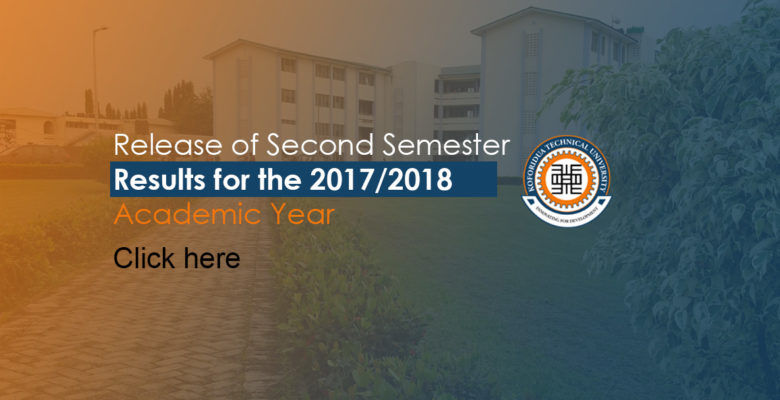 Release of Second Semester
Results for the 2017/2018
Academic Year
Click here
KOFORIDUA TECHNICAL UNIVERSITY
INNOVATING FOR DEVELOPMENT